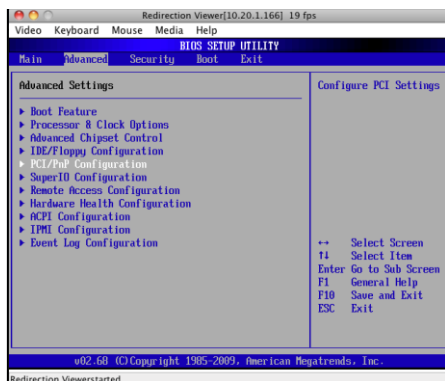 Redirection Viewer[10.20.1.166] 19 fps
Video Keyboard Mouse Media Help
BIOS SETUP UTILITY
Main Advanced Security Boot Exit
Advanced Settings
Configure PCI Settings
▶ Boot Feature
▶ Processor & Clock Options
▶ Advanced Chipset Control
▶ IDE/Floppy Configuration
▶ PCI/PnP Configuration
▶ SuperIO Configuration
▶ Remote Access Configuration
▶ Hardware Health Configuration
▶ ACPI Configuration
▶ IPMI Configuration
▶ Event Log Configuration
↔ Select Screen
↑↓ Select Item
Enter Go to Sub Screen
F1 General Help
F10 Save and Exit
ESC Exit
v02.68 (C)Copyright 1985-2009, American Megatrends, Inc.
Redirection Viewerstarted